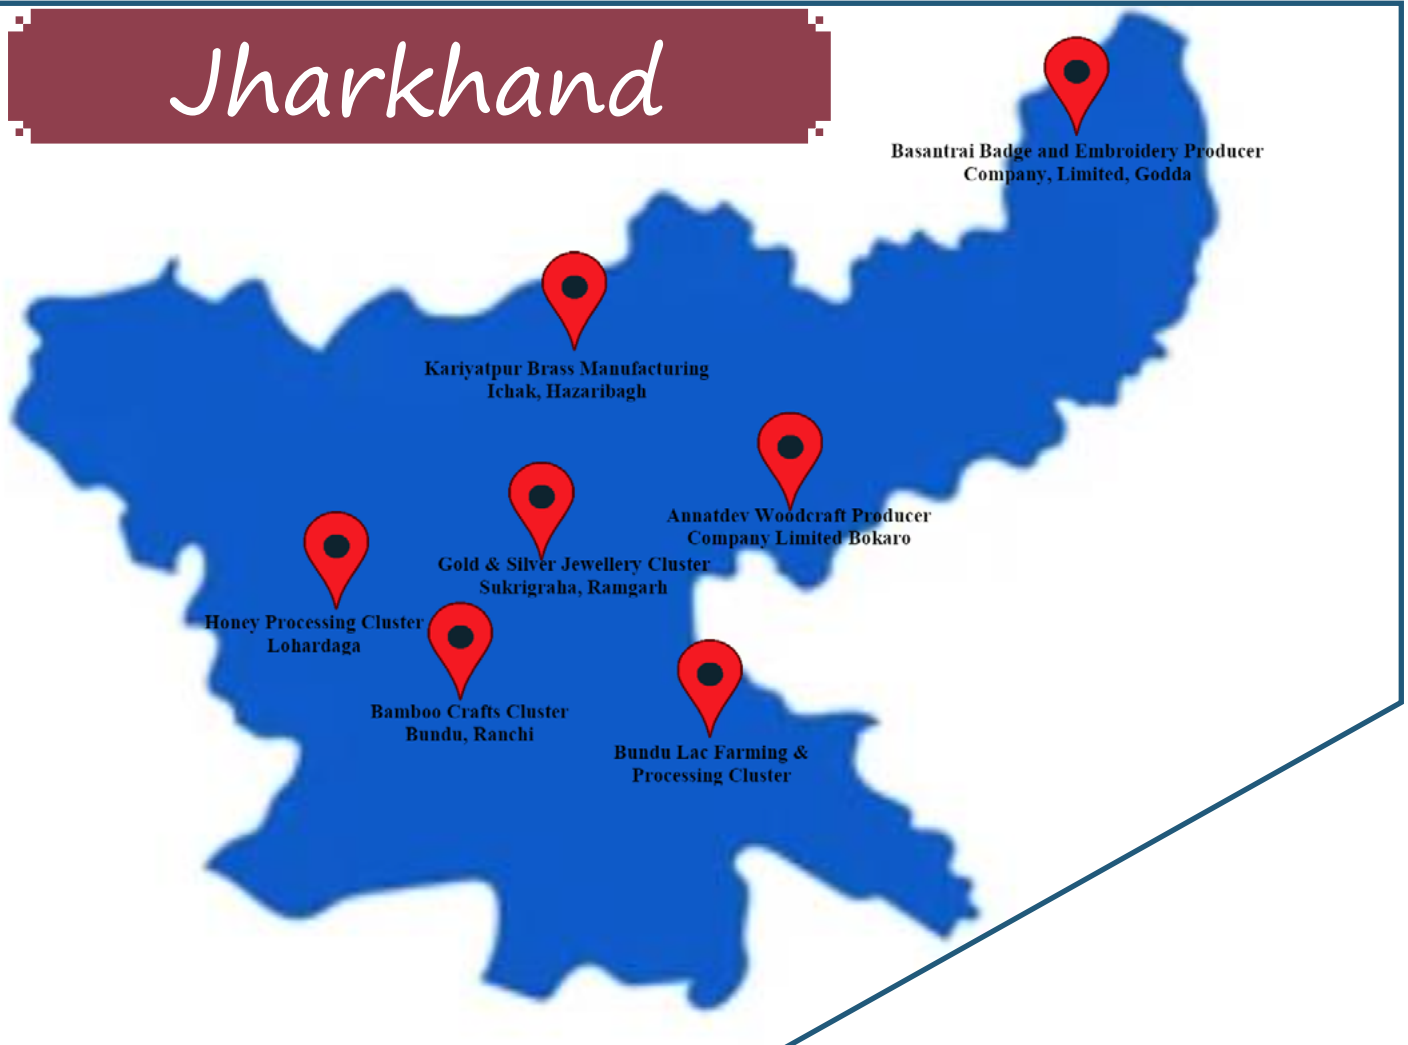 Jharkhand
Basantrai Badge and Embroidery Producer
Company, Limited, Godda
Kariyatpur Brass Manufacturing
Ichak, Hazaribagh
Annatdev Woodcraft Producer
Company Limited Bokaro
Gold & Silver Jewellery Cluster
Sukrigraha, Ramgarh
Honey Processing Cluster
Lohardaga
Bamboo Crafts Cluster
Bundu, Ranchi
Bundu Lac Farming &
Processing Cluster